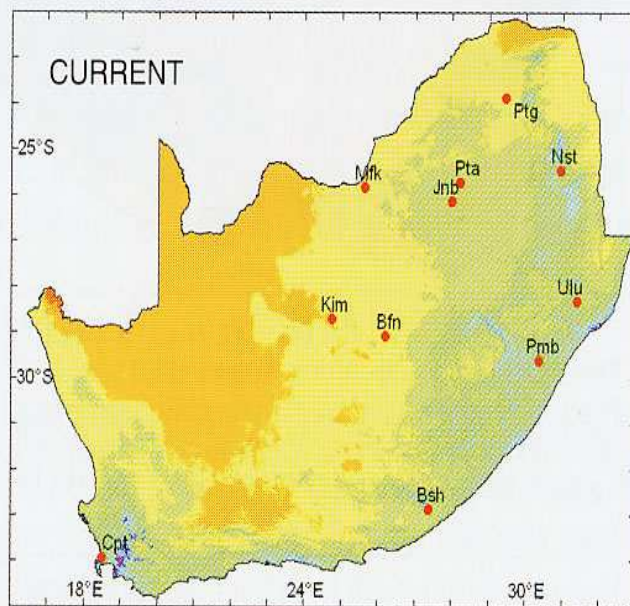 CURRENT
Ptg
25°S
Mfk
Pta
Nst
Jnb
Ulu
Kim
Bfn
Pmb
30°S
Bsh
Cpt
18°E
24°E
30°E